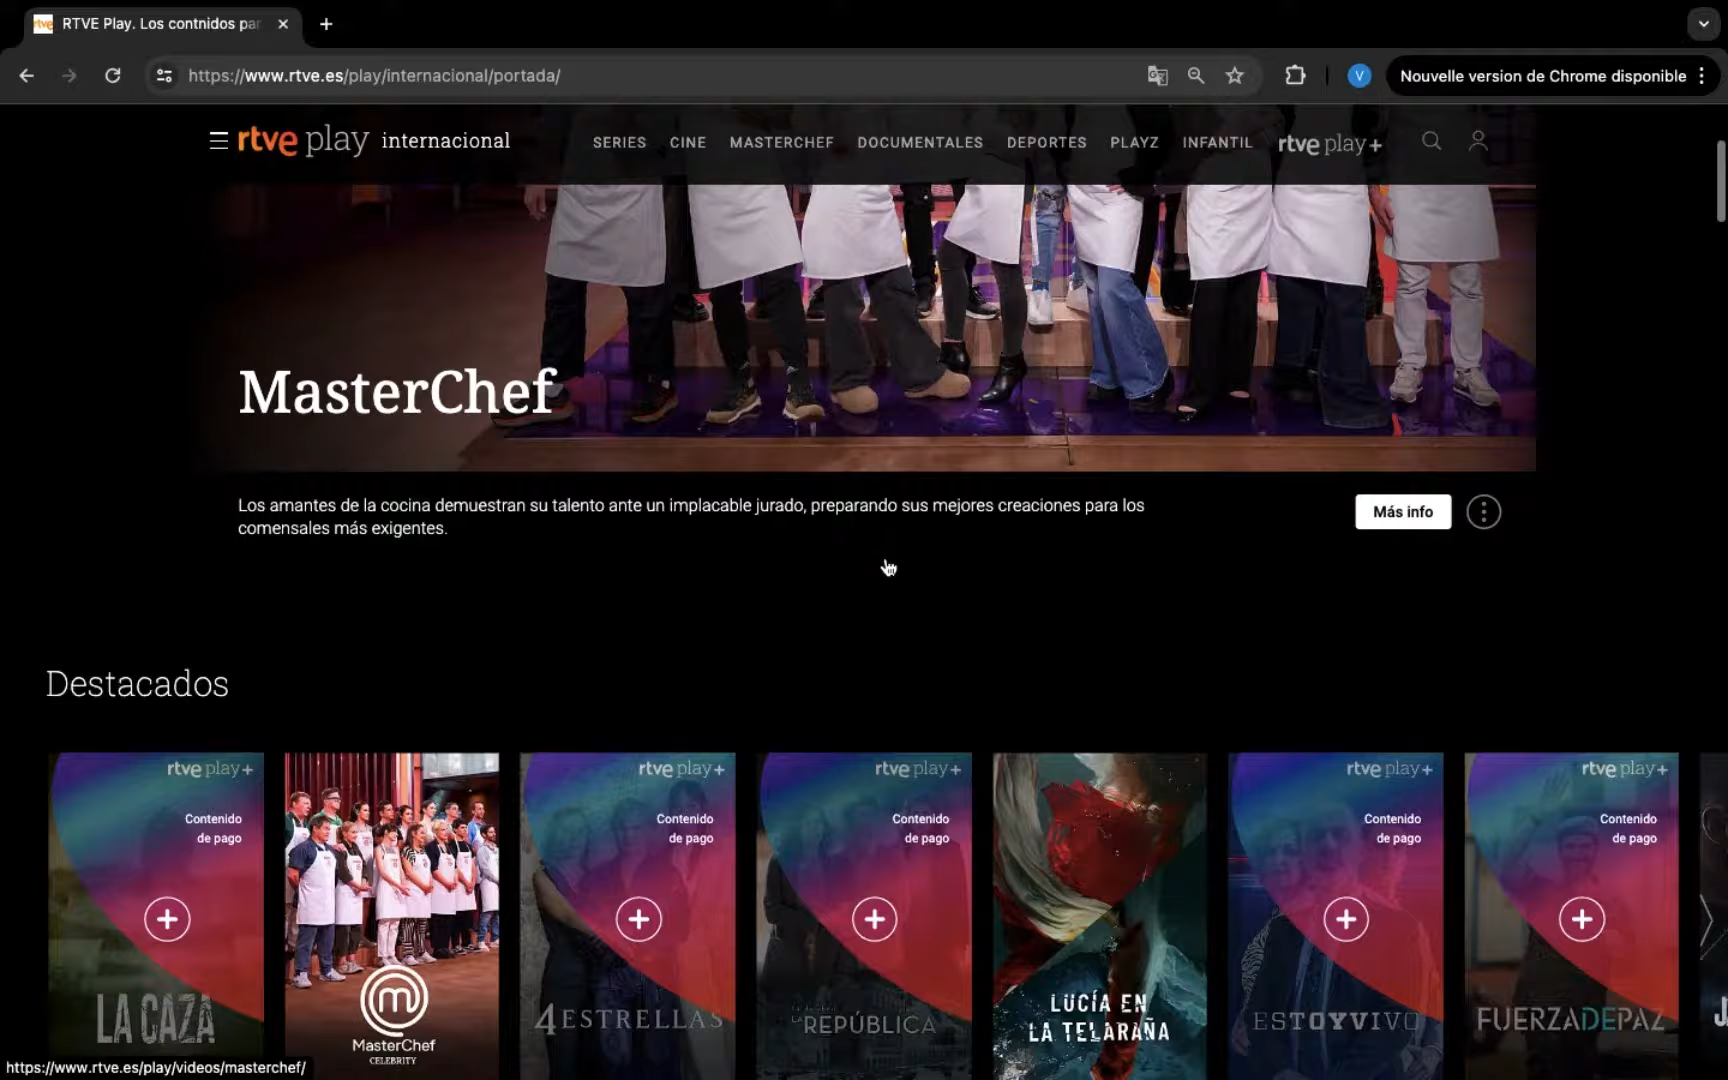 RTVE Play. Los contnidos par
https://www.rtve.es/play/internacional/portada/
V
Nouvelle version de Chrome disponible
rtve play internacional
SERIES
CINE
MASTERCHEF
DOCUMENTALES
DEPORTES
PLAYZ
INFANTIL
rtve play+
MasterChef
Los amantes de la cocina demuestran su talento ante un implacable jurado, preparando sus mejores creaciones para los
comensales más exigentes.
Más info
Destacados
rtve play+
Contenido
de pago
LA CAZA
MasterChef
CELEBRITY
rtve play+
Contenido
de pago
4ESTRELLAS
rtve play+
Contenido
de pago
LA REPÚBLICA
LUCÍA EN
LA TELARAÑA
rtve play+
Contenido
de pago
ESTOYVIVO
rtve play+
Contenido
de pago
FUERZADEPAZ
https://www.rtve.es/play/videos/masterchef/